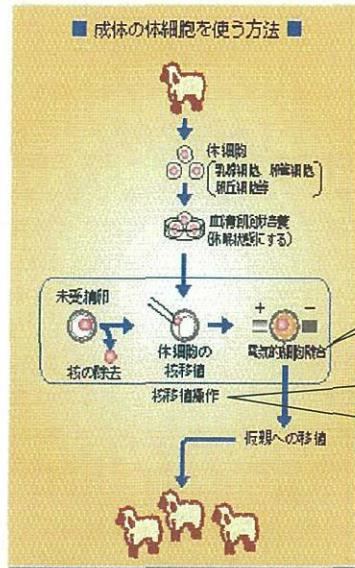 ■ 成体の体細胞を使う方法 ■
体細胞
乳腺細胞、卵管細胞
卵丘細胞等
血清飢餓培養
(休眠状態にする)
未受精卵
+ −
核の除去
体細胞の
核移植
電気的細胞融合
核移植操作
仮親への移植